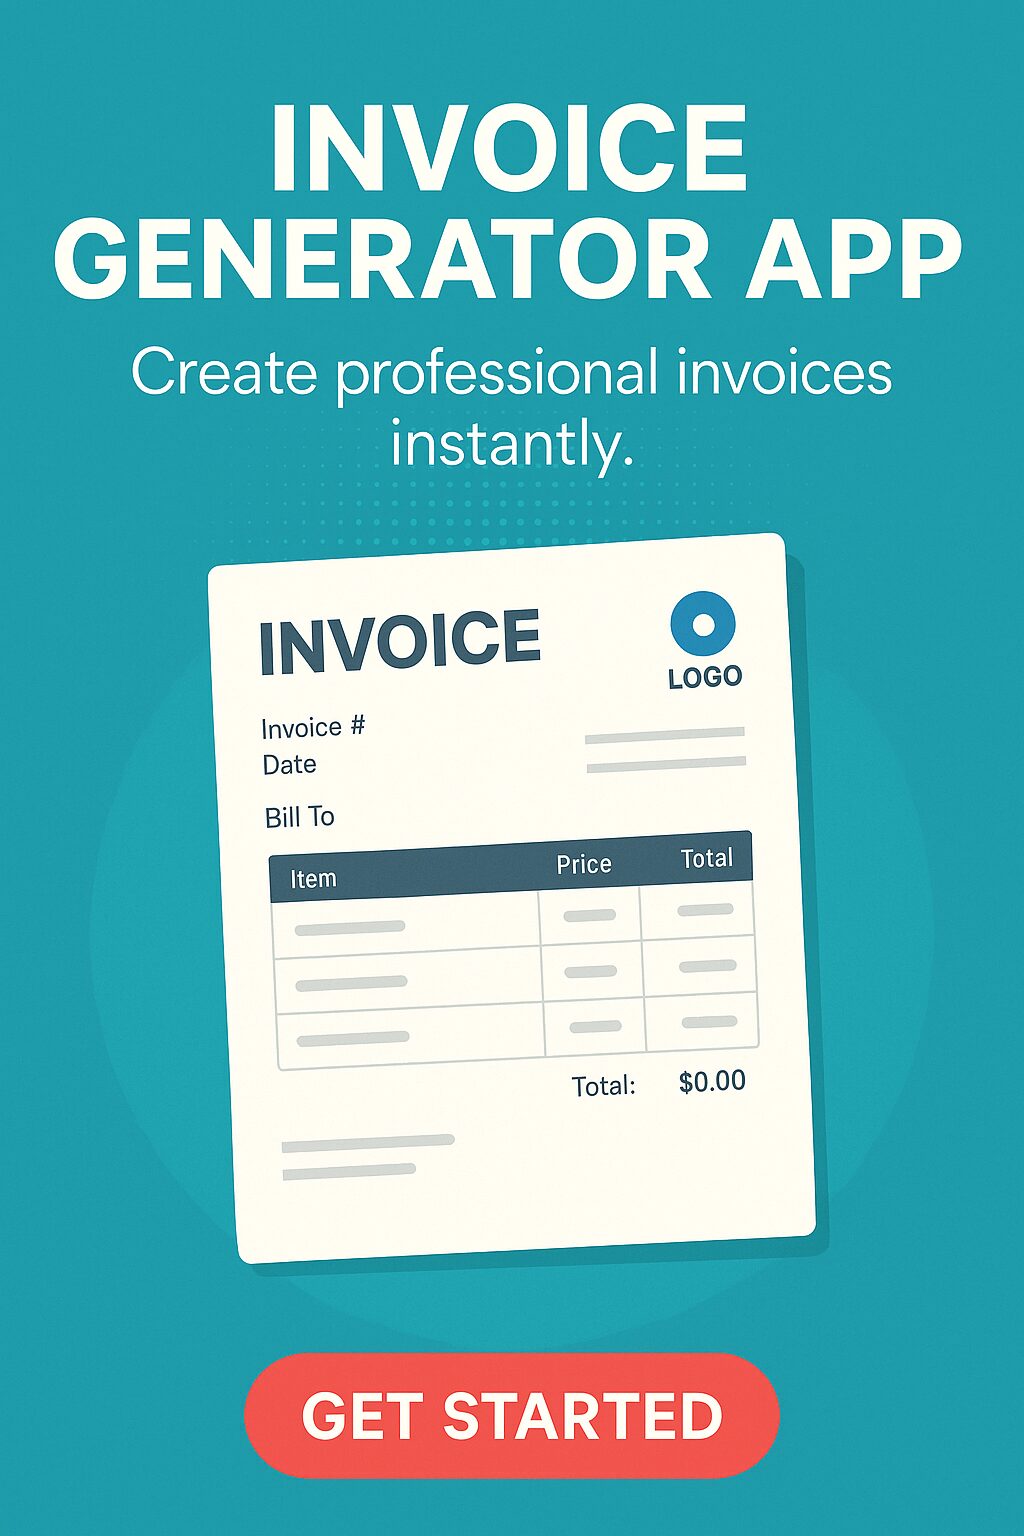 INVOICE
GENERATOR APP
Create professional invoices
instantly.
INVOICE
LOGO
Invoice #
Date
Bill To
Item Price Total
Total: $0.00
GET STARTED